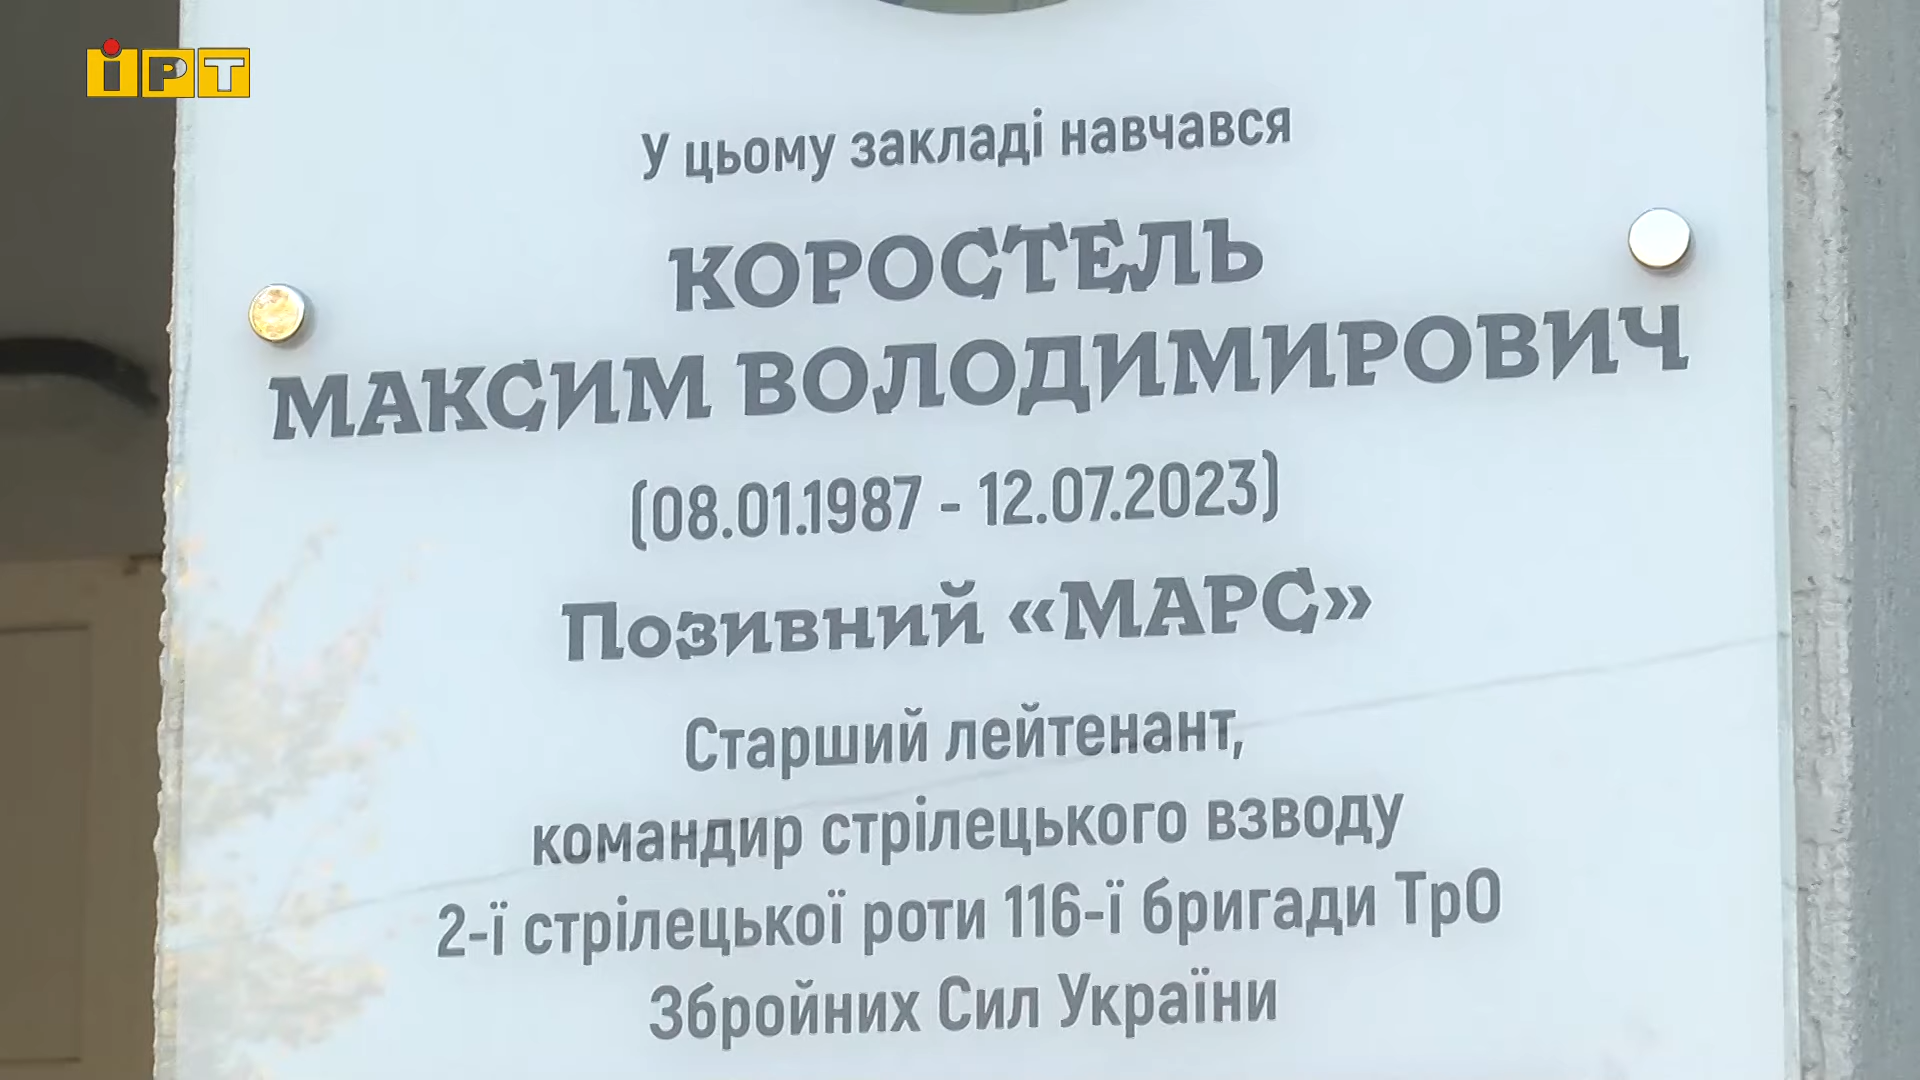 іРТ
У цьому закладі навчався
КОРОСТЕЛЬ
МАКСИМ ВОЛОДИМИРОВИЧ
(08.01.1987 - 12.07.2023)
Позивний «МАРС»
Старший лейтенант,
командир стрілецького взводу
2-ї стрілецької роти 116-ї бригади ТрО
Збройних Сил України